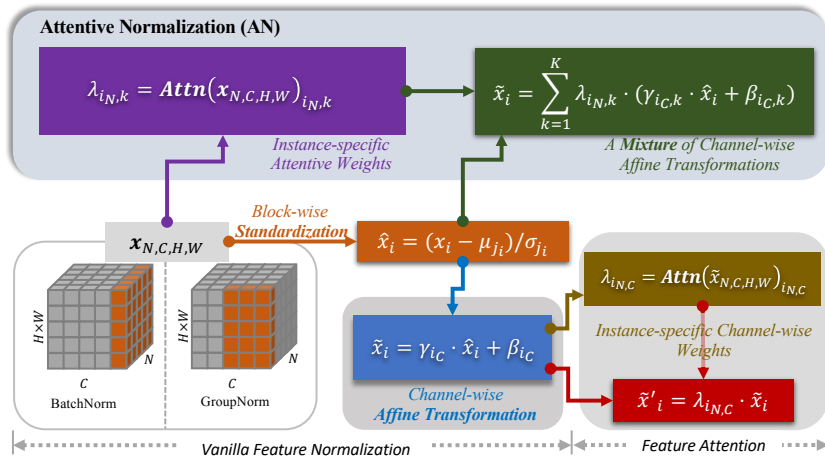 Attentive Normalization (AN)
λ_{i_N,k} = Attn(x_{N,C,H,W})_{i_N,k}
x̃_i = ∑_{k=1}^{K} λ_{i_N,k} · (γ_{i_C,k} · x̂_i + β_{i_C,k})
Instance-specific
Attentive Weights
A Mixture of Channel-wise
Affine Transformations
x_{N,C,H,W}
Block-wise
Standardization
x̂_i = (x_i − μ_{j_i})/σ_{j_i}
λ_{i_N,C} = Attn(x̃_{N,C,H,W})_{i_N,C}
H×W
H×W
N
N
C
C
BatchNorm
GroupNorm
x̃_i = γ_{i_C} · x̂_i + β_{i_C}
Instance-specific Channel-wise
Weights
Channel-wise
Affine Transformation
x̃'_i = λ_{i_N,C} · x̃_i
Vanilla Feature Normalization
Feature Attention